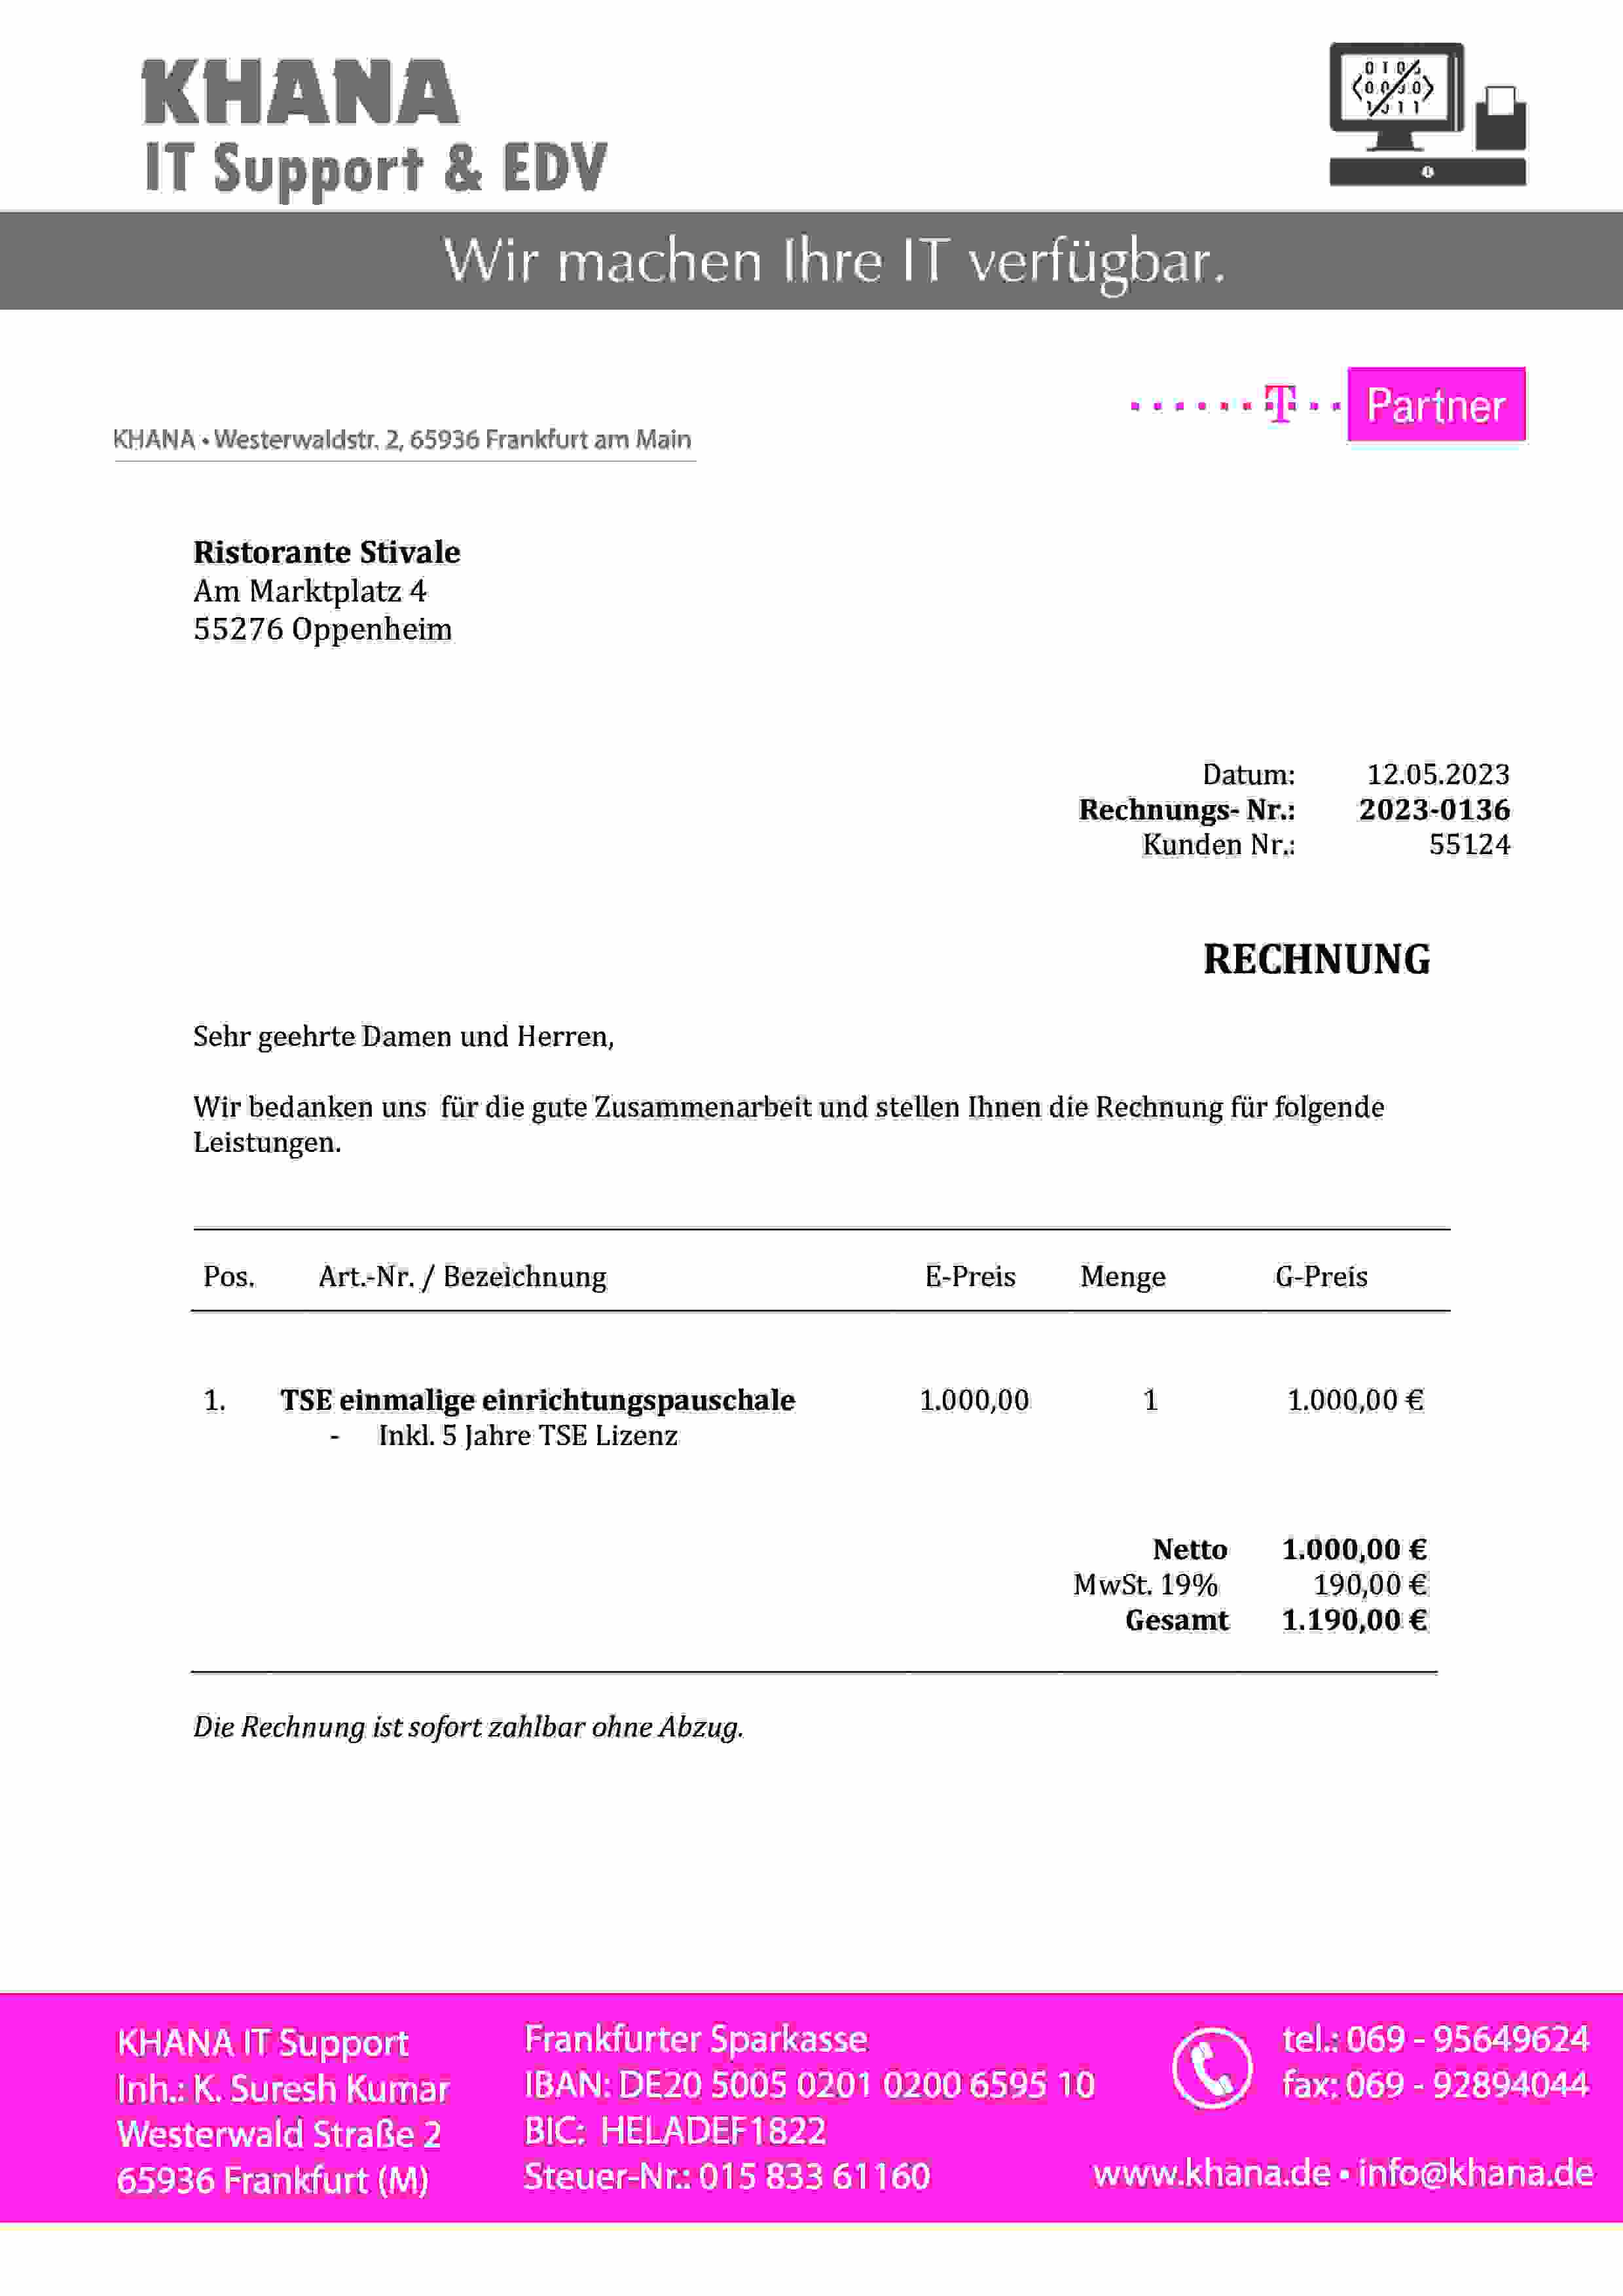 KHANA
IT Support & EDV
Wir machen Ihre IT verfügbar.
T Partner
KHANA • Westerwaldstr. 2, 65936 Frankfurt am Main
Ristorante Stivale
Am Marktplatz 4
55276 Oppenheim
Datum: 12.05.2023
Rechnungs- Nr.: 2023-0136
Kunden Nr.: 55124
RECHNUNG
Sehr geehrte Damen und Herren,
Wir bedanken uns für die gute Zusammenarbeit und stellen Ihnen die Rechnung für folgende
Leistungen.
Pos. Art.-Nr. / Bezeichnung E-Preis Menge G-Preis
1. TSE einmalige einrichtungspauschale 1.000,00 1 1.000,00 €
- Inkl. 5 Jahre TSE Lizenz
Netto 1.000,00 €
MwSt. 19% 190,00 €
Gesamt 1.190,00 €
Die Rechnung ist sofort zahlbar ohne Abzug.
KHANA IT Support
Inh.: K. Suresh Kumar
Westerwald Straße 2
65936 Frankfurt (M)
Frankfurter Sparkasse
IBAN: DE20 5005 0201 0200 6595 10
BIC: HELADEF1822
Steuer-Nr.: 015 833 61160
tel.: 069 - 95649624
fax: 069 - 92894044
www.khana.de • info@khana.de